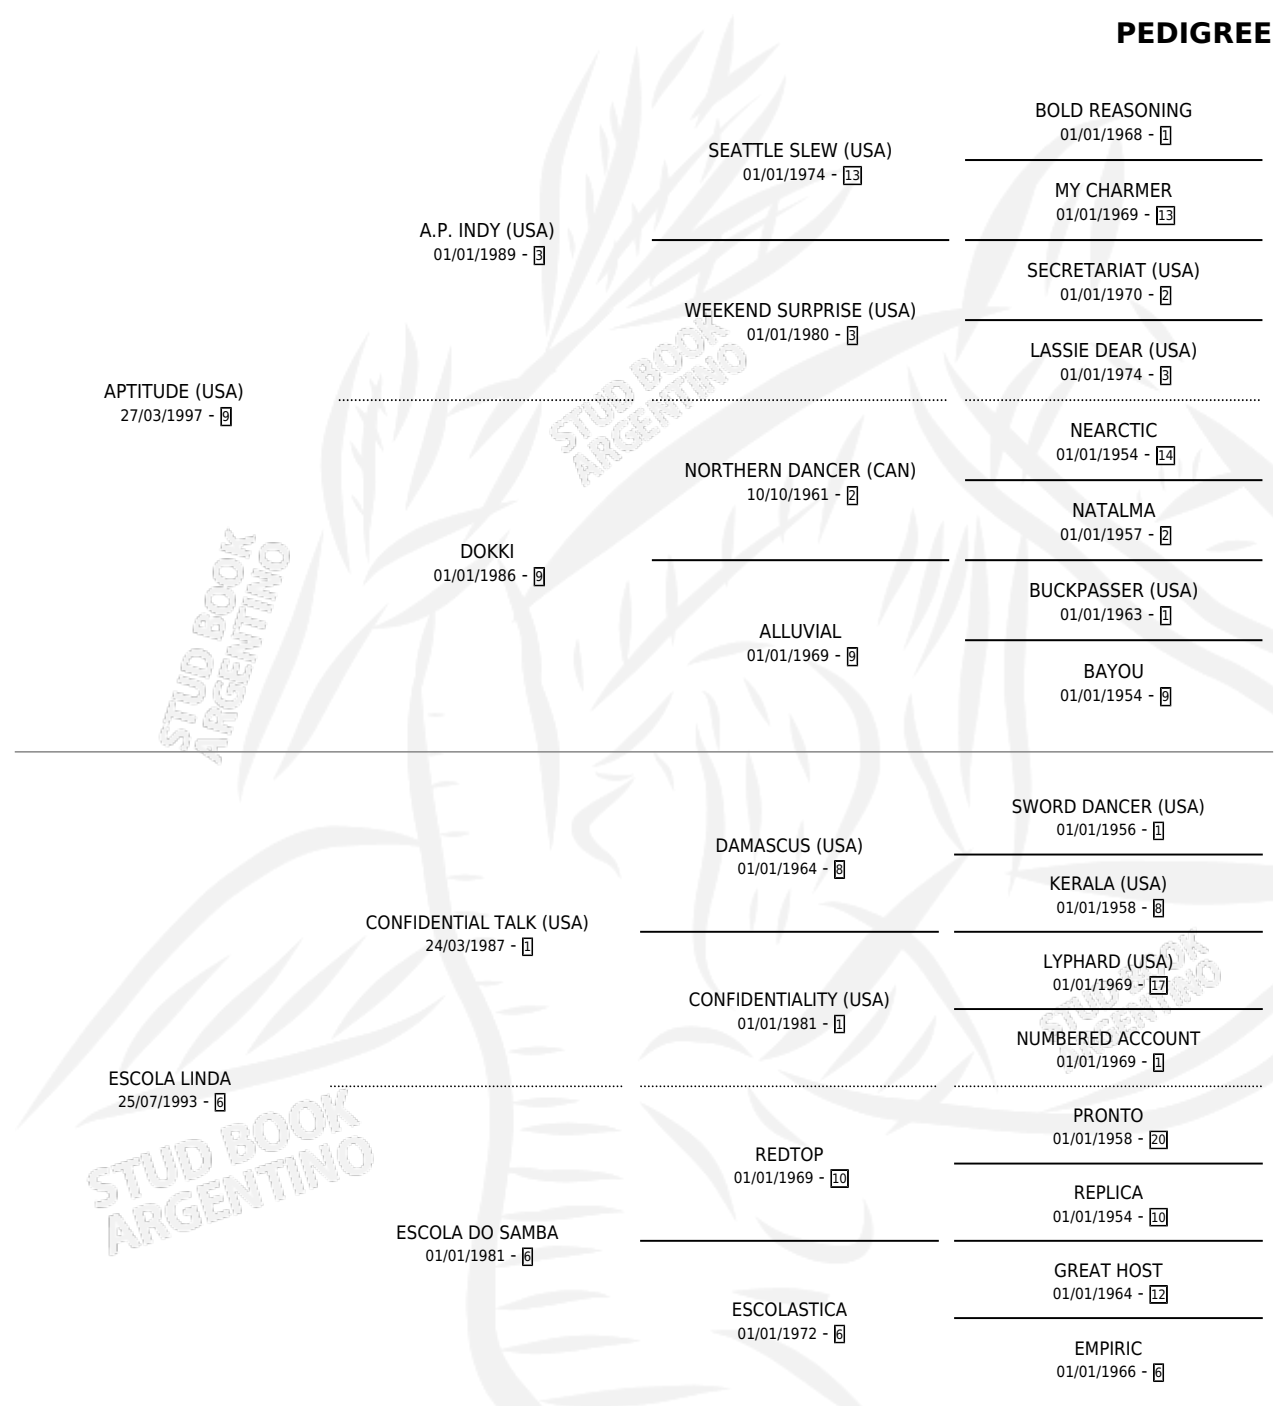 PEDIGREE
BOLD REASONING
01/01/1968 - 1
SEATTLE SLEW (USA)
01/01/1974 - 13
MY CHARMER
01/01/1969 - 13
A.P. INDY (USA)
01/01/1989 - 3
SECRETARIAT (USA)
01/01/1970 - 2
WEEKEND SURPRISE (USA)
01/01/1980 - 3
LASSIE DEAR (USA)
01/01/1974 - 3
STUD BOOK
ARGENTINO
APTITUDE (USA)
27/03/1997 - 9
NEARCTIC
01/01/1954 - 14
NORTHERN DANCER (CAN)
10/10/1961 - 2
NATALMA
01/01/1957 - 2
DOKKI
01/01/1986 - 9
BUCKPASSER (USA)
01/01/1963 - 1
ALLUVIAL
01/01/1969 - 9
BAYOU
01/01/1954 - 9
STUD BOOK
ARGENTINO
SWORD DANCER (USA)
01/01/1956 - 1
DAMASCUS (USA)
01/01/1964 - 8
KERALA (USA)
01/01/1958 - 8
CONFIDENTIAL TALK (USA)
24/03/1987 - 1
LYPHARD (USA)
01/01/1969 - 17
CONFIDENTIALITY (USA)
01/01/1981 - 1
NUMBERED ACCOUNT
01/01/1969 - 1
STUD BOOK
ARGENTINO
ESCOLA LINDA
25/07/1993 - 6
PRONTO
01/01/1958 - 20
REDTOP
01/01/1969 - 10
REPLICA
01/01/1954 - 10
STUD BOOK
ARGENTINO
ESCOLA DO SAMBA
01/01/1981 - 6
GREAT HOST
01/01/1964 - 12
ESCOLASTICA
01/01/1972 - 6
EMPIRIC
01/01/1966 - 6